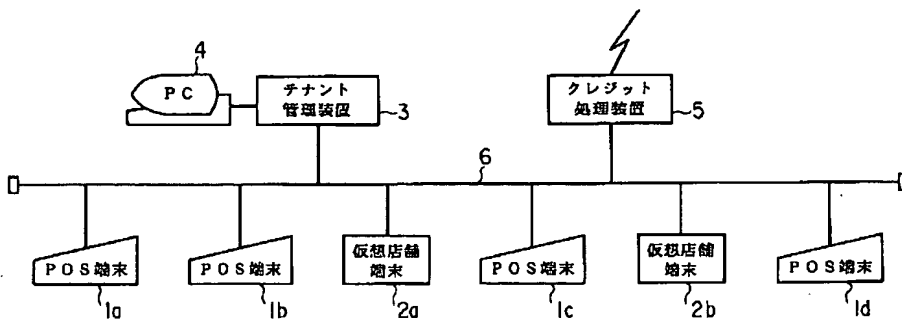 4
PC
テナント
管理装置
3
クレジット
処理装置
5
6
POS端末
1a
POS端末
1b
仮想店舗
端末
2a
POS端末
1c
仮想店舗
端末
2b
POS端末
1d